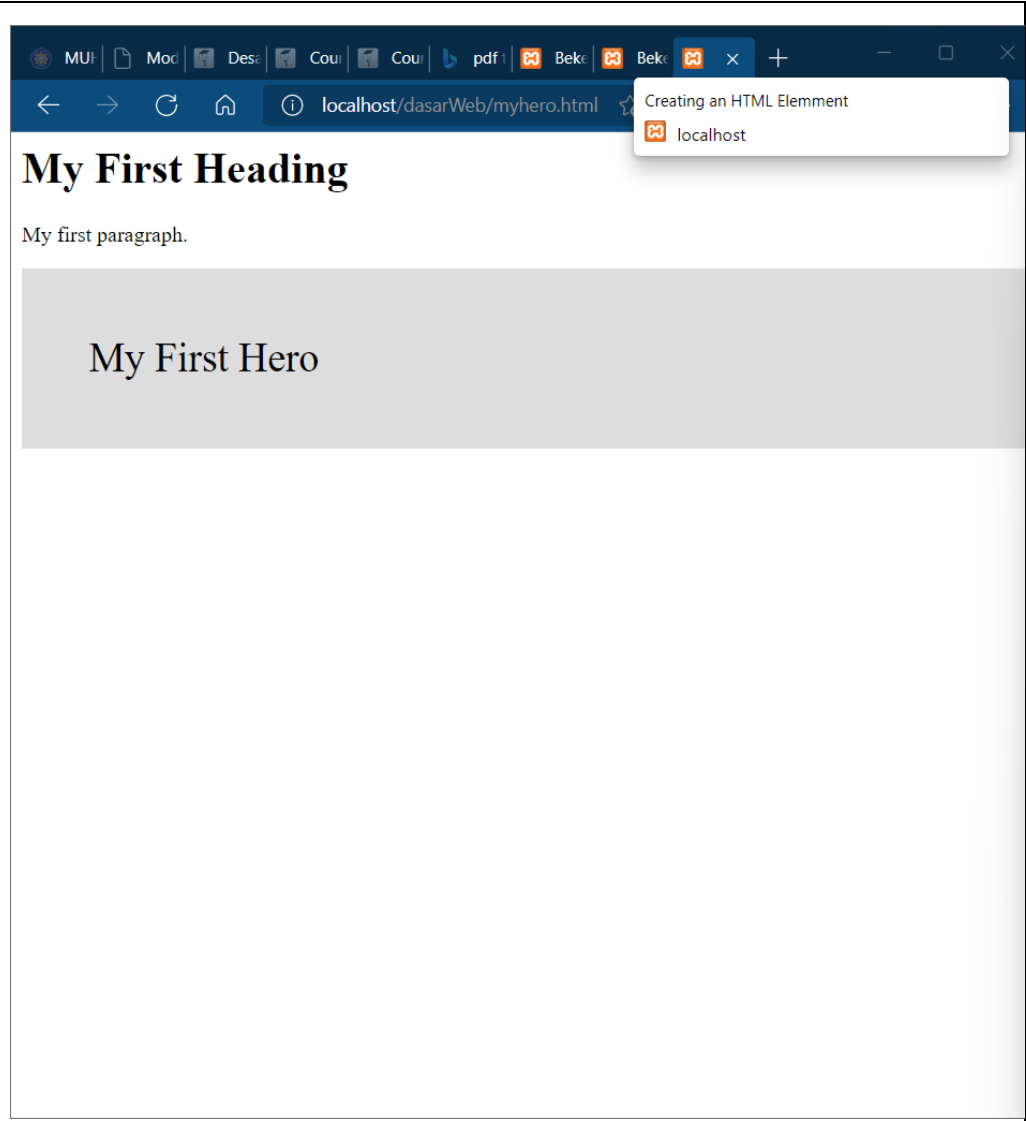 MUH Mod Desa Cour Cour pdf t Beke Beke
localhost/dasarWeb/myhero.html
Creating an HTML Elemment
localhost
My First Heading
My first paragraph.
My First Hero